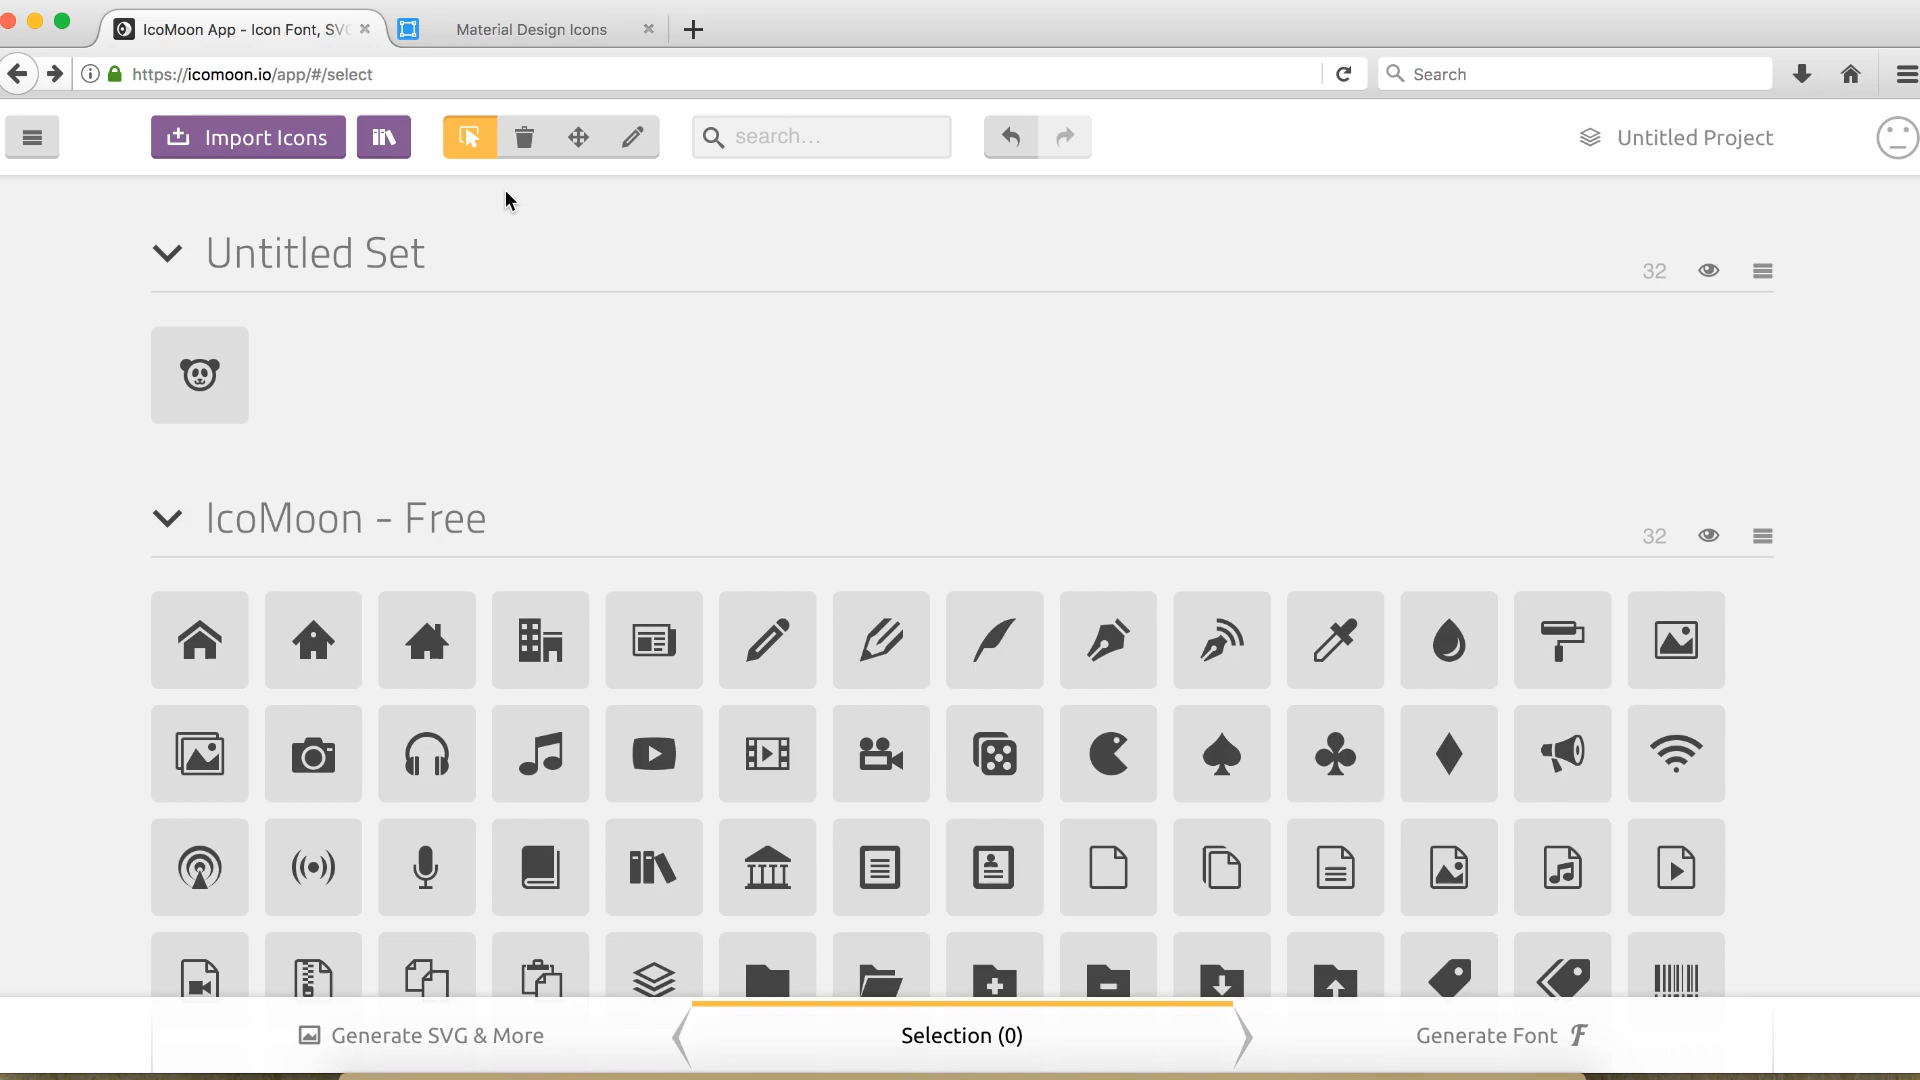 IcoMoon App - Icon Font, SV
Material Design Icons
https://icomoon.io/app/#/select
Search
Import Icons
search...
Untitled Project
Untitled Set
32
IcoMoon - Free
32
Generate SVG & More
Selection (0)
Generate Font